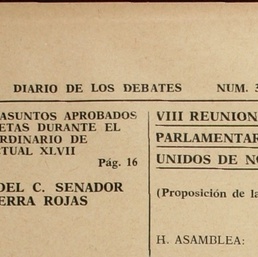 DIARIO DE LOS DEBATES NUM. 3
ASUNTOS APROBADOS
ETAS DURANTE EL
RDINARIO DE
TUAL XLVII
Pág. 16
DEL C. SENADOR
ERRA ROJAS
VIII REUNION
PARLAMENTAR
UNIDOS DE NO
(Proposición de la
H. ASAMBLEA: